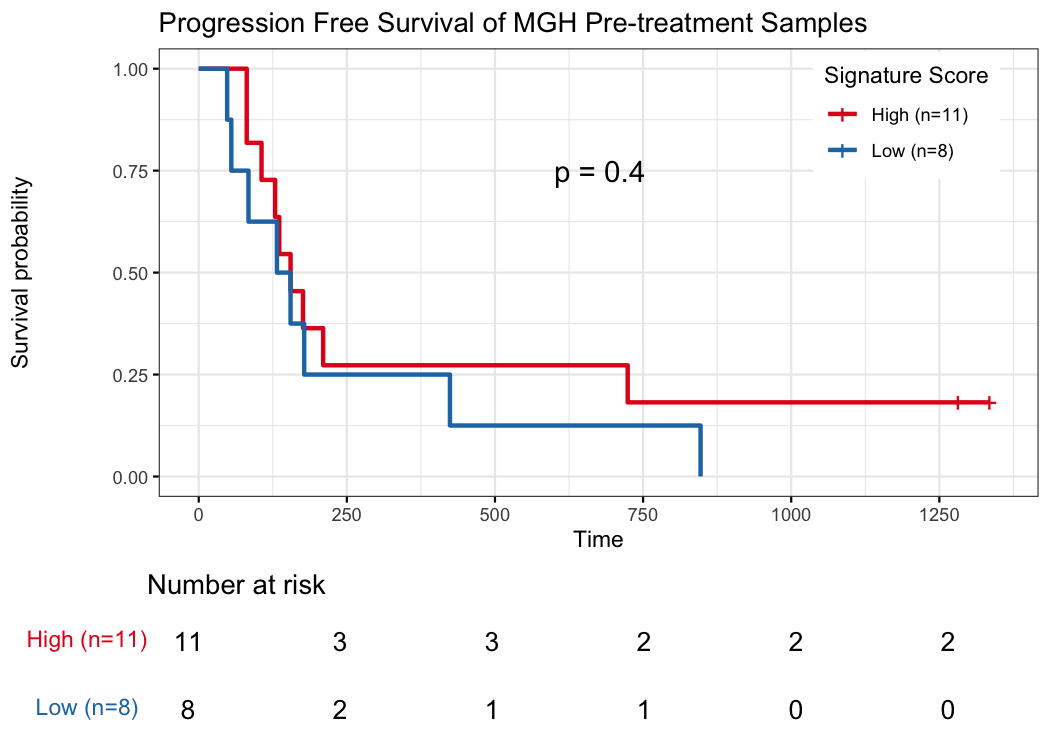 Progression Free Survival of MGH Pre-treatment Samples
Survival probability
1.00
0.75
0.50
0.25
0.00
p = 0.4
Signature Score
High (n=11)
Low (n=8)
0 250 500 750 1000 1250
Time
Number at risk
High (n=11) 11 3 3 2 2 2
Low (n=8) 8 2 1 1 0 0